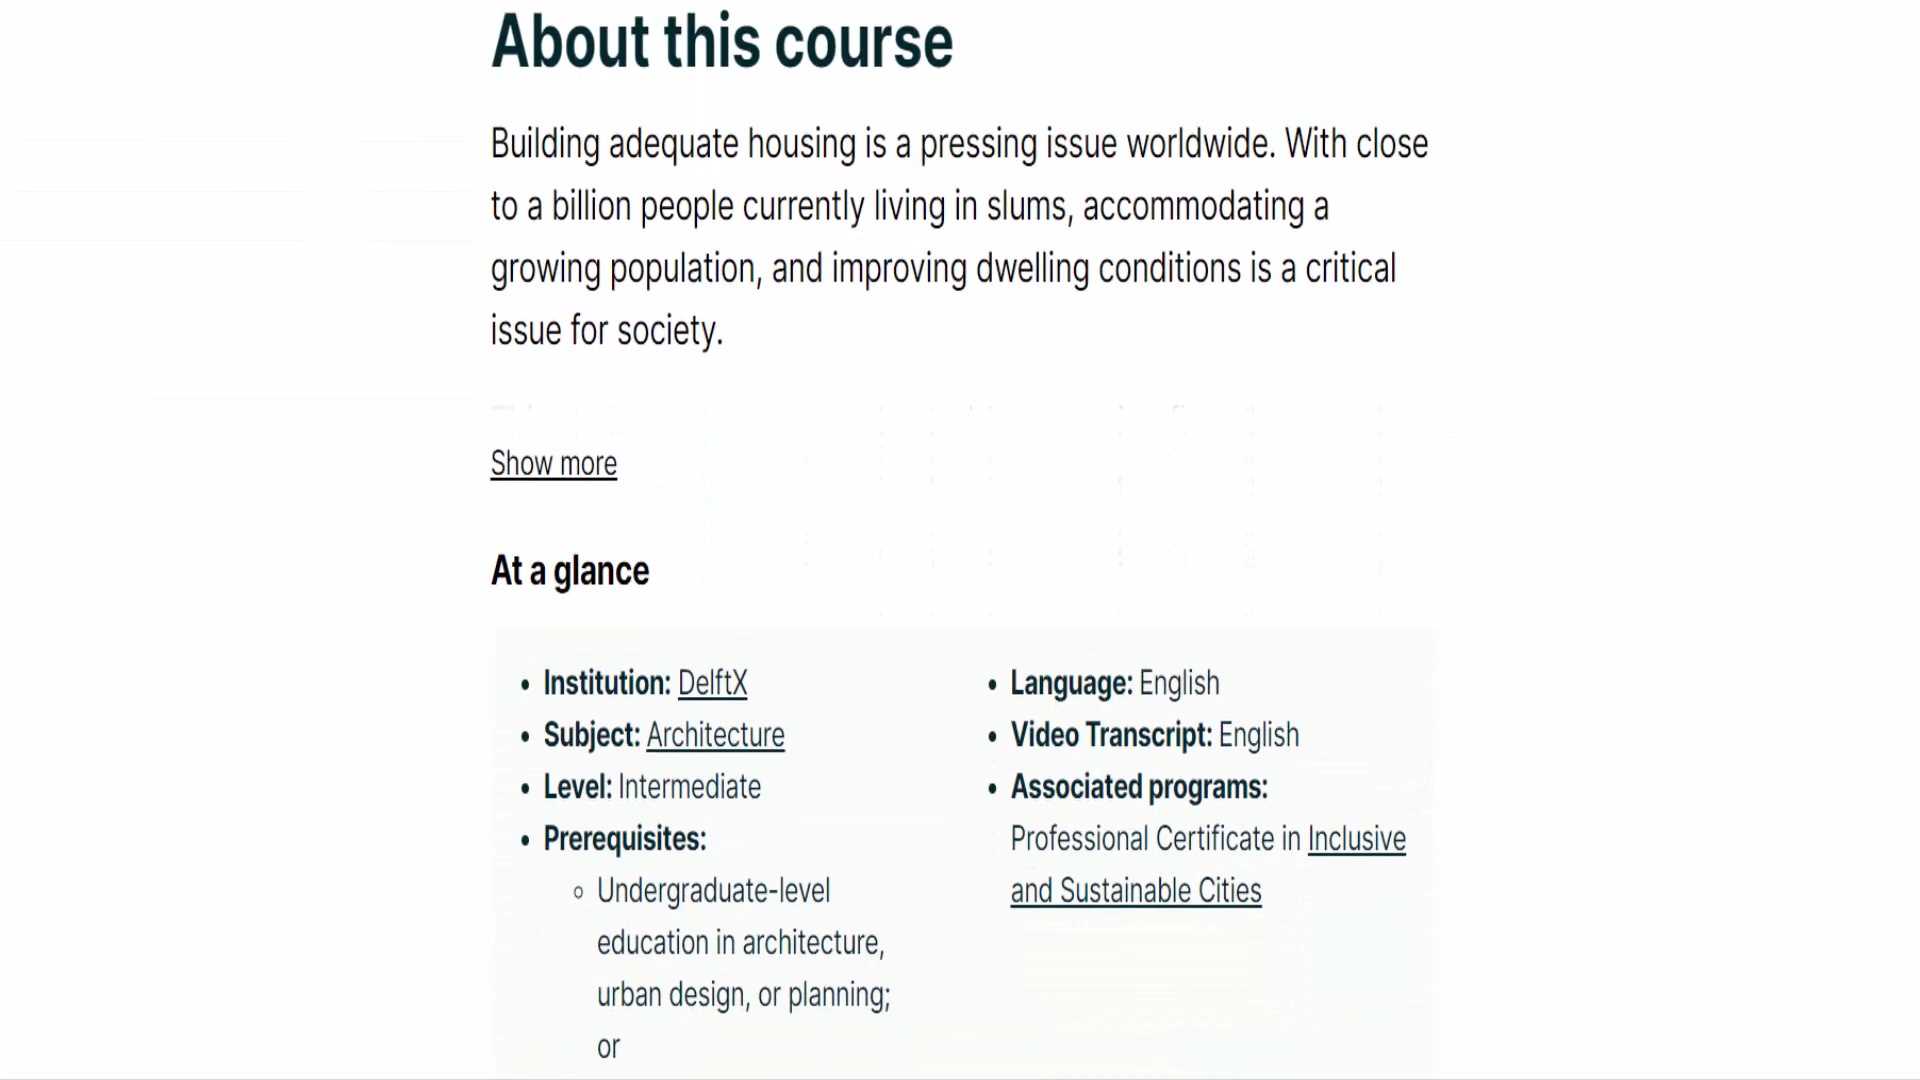 About this course
Building adequate housing is a pressing issue worldwide. With close
to a billion people currently living in slums, accommodating a
growing population, and improving dwelling conditions is a critical
issue for society.
Show more
At a glance
• Institution: DelftX
• Subject: Architecture
• Level: Intermediate
• Prerequisites:
◦ Undergraduate-level
education in architecture,
urban design, or planning;
or
• Language: English
• Video Transcript: English
• Associated programs:
Professional Certificate in Inclusive
and Sustainable Cities